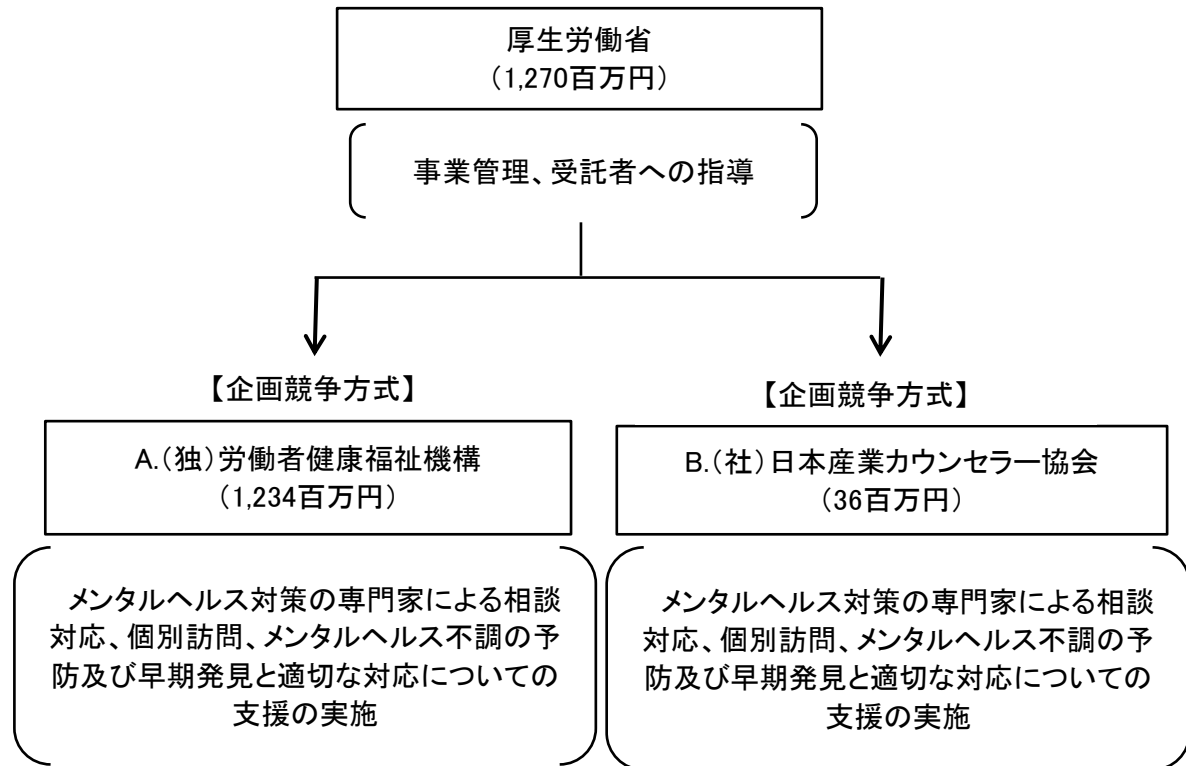 厚生労働省
（1,270百万円）
事業管理、受託者への指導
【企画競争方式】
A.（独）労働者健康福祉機構
（1,234百万円）
メンタルヘルス対策の専門家による相談
対応、個別訪問、メンタルヘルス不調の予
防及び早期発見と適切な対応についての
支援の実施
【企画競争方式】
B.（社）日本産業カウンセラー協会
（36百万円）
メンタルヘルス対策の専門家による相談
対応、個別訪問、メンタルヘルス不調の予
防及び早期発見と適切な対応についての
支援の実施